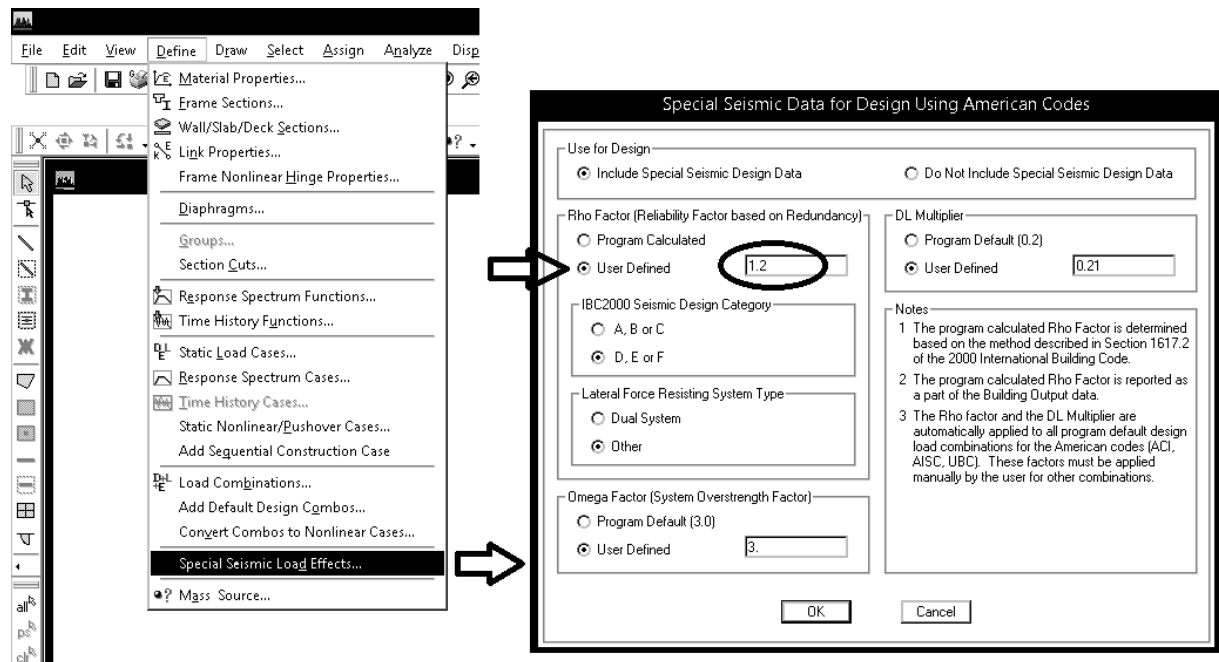 File Edit View Define Draw Select Assign Analyze Disp
Material Properties...
Frame Sections...
Wall/Slab/Deck Sections...
Link Properties...
Frame Nonlinear Hinge Properties...
Diaphragms...
Groups...
Section Cuts...
Response Spectrum Functions...
Time History Functions...
Static Load Cases...
Response Spectrum Cases...
Time History Cases...
Static Nonlinear/Pushover Cases...
Add Sequential Construction Case
Load Combinations...
Add Default Design Combos...
Convert Combos to Nonlinear Cases...
Special Seismic Load Effects...
Mass Source...
all
ps
clr
Special Seismic Data for Design Using American Codes
Use for Design
Include Special Seismic Design Data
Do Not Include Special Seismic Design Data
Rho Factor (Reliability Factor based on Redundancy)
Program Calculated
User Defined 1.2
IBC2000 Seismic Design Category
A, B or C
D, E or F
Lateral Force Resisting System Type
Dual System
Other
Omega Factor (System Overstrength Factor)
Program Default (3.0)
User Defined 3.
DL Multiplier
Program Default (0.2)
User Defined 0.21
Notes
1 The program calculated Rho Factor is determined
based on the method described in Section 1617.2
of the 2000 International Building Code.
2 The program calculated Rho Factor is reported as
a part of the Building Output data.
3 The Rho factor and the DL Multiplier are
automatically applied to all program default design
load combinations for the American codes (ACI,
AISC, UBC). These factors must be applied
manually by the user for other combinations.
OK Cancel